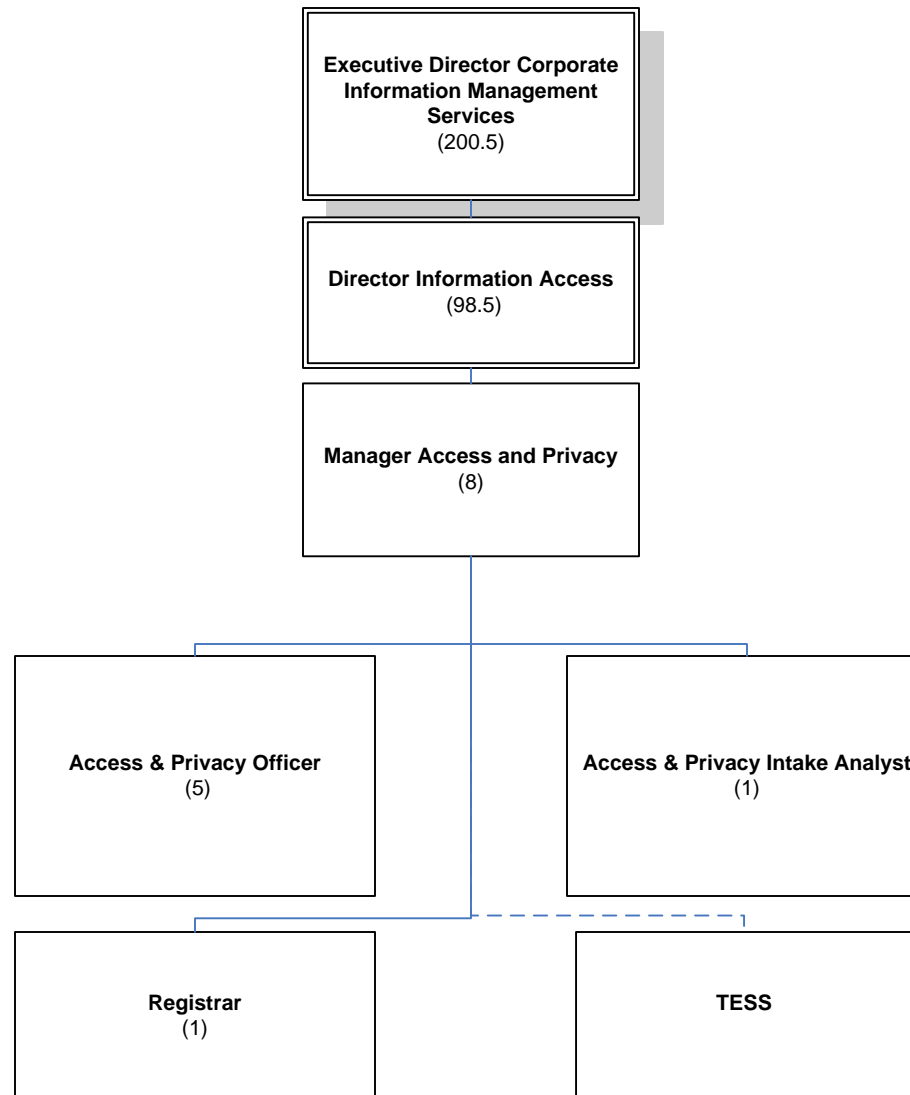 Executive Director Corporate
Information Management
Services
(200.5)
Director Information Access
(98.5)
Manager Access and Privacy
(8)
Access & Privacy Officer
(5)
Access & Privacy Intake Analyst
(1)
Registrar
(1)
TESS